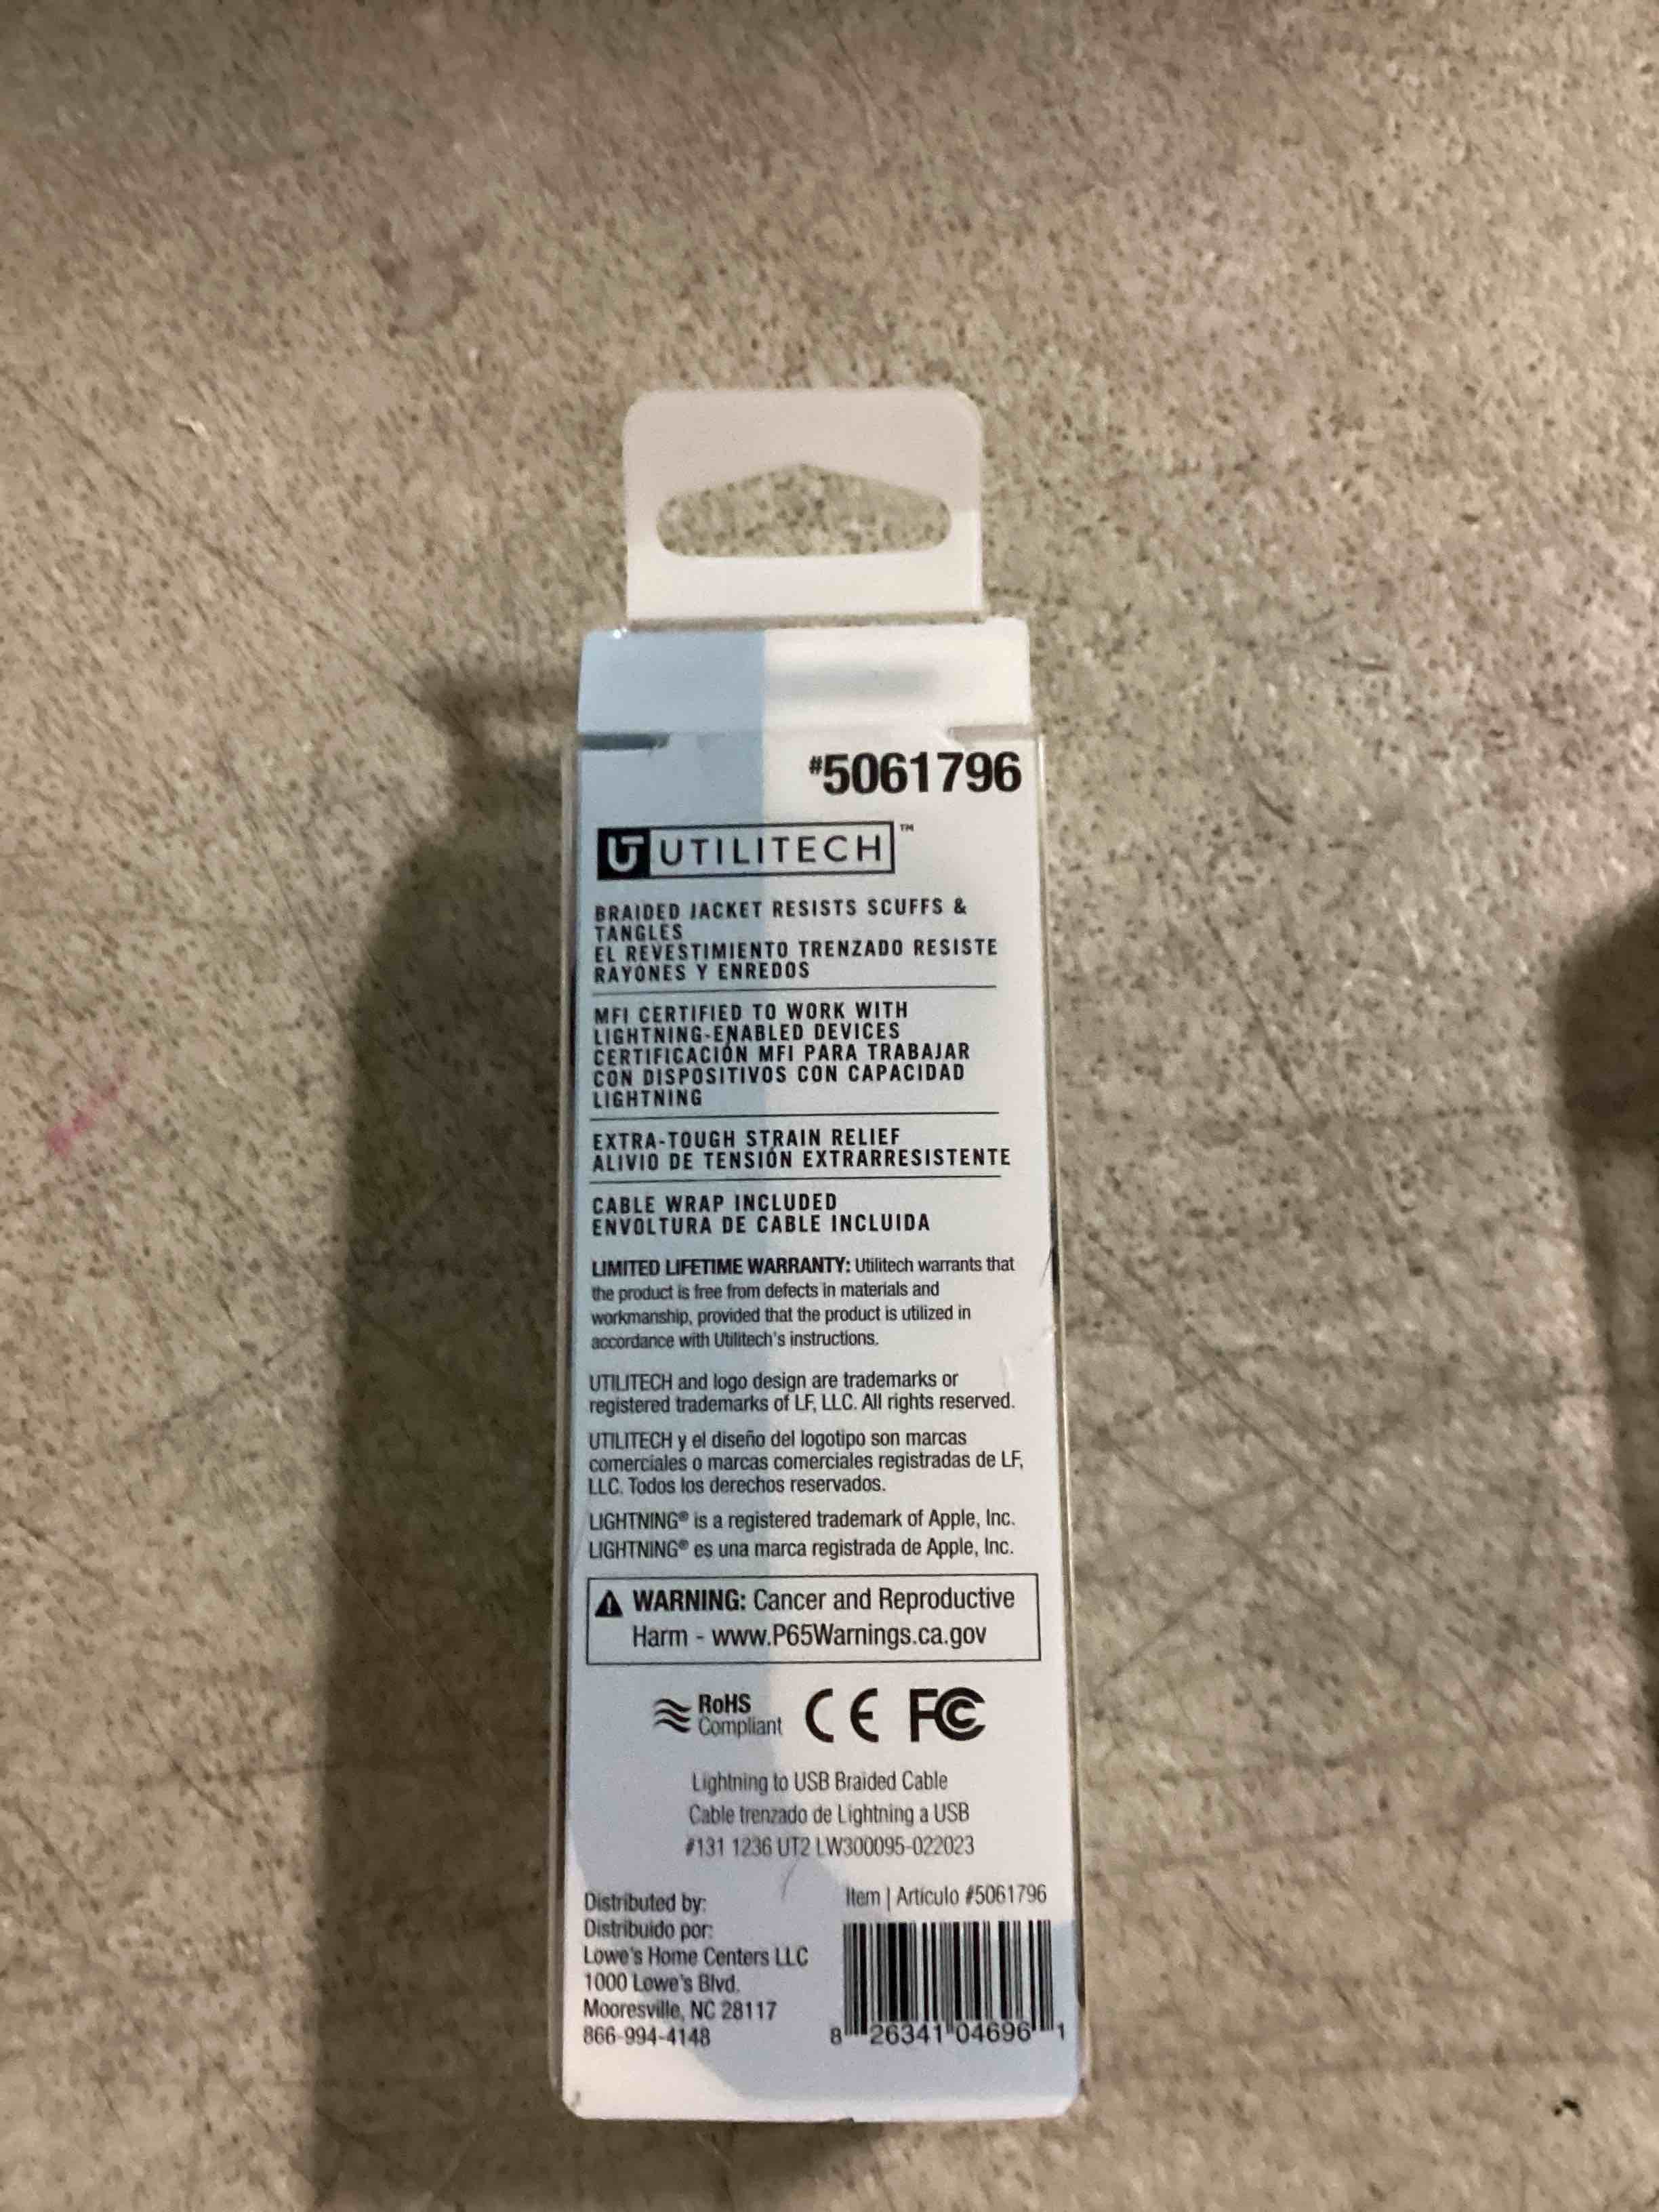 #5061796
UT UTILITECH™
BRAIDED JACKET RESISTS SCUFFS &
TANGLES
EL REVESTIMIENTO TRENZADO RESISTE
RAYONES Y ENREDOS
MFI CERTIFIED TO WORK WITH
LIGHTNING-ENABLED DEVICES
CERTIFICACIÓN MFI PARA TRABAJAR
CON DISPOSITIVOS CON CAPACIDAD
LIGHTNING
EXTRA-TOUGH STRAIN RELIEF
ALIVIO DE TENSIÓN EXTRARRESISTENTE
CABLE WRAP INCLUDED
ENVOLTURA DE CABLE INCLUIDA
LIMITED LIFETIME WARRANTY: Utilitech warrants that
the product is free from defects in materials and
workmanship, provided that the product is utilized in
accordance with Utilitech's instructions.
UTILITECH and logo design are trademarks or
registered trademarks of LF, LLC. All rights reserved.
UTILITECH y el diseño del logotipo son marcas
comerciales o marcas comerciales registradas de LF,
LLC. Todos los derechos reservados.
LIGHTNING® is a registered trademark of Apple, Inc.
LIGHTNING® es una marca registrada de Apple, Inc.
WARNING: Cancer and Reproductive
Harm - www.P65Warnings.ca.gov
RoHS
Compliant
CE FC
Lightning to USB Braided Cable
Cable trenzado de Lightning a USB
#131 1236 UT2 LW300095-022023
Item | Artículo #5061796
Distributed by:
Distribuido por:
Lowe's Home Centers LLC
1000 Lowe's Blvd.
Mooresville, NC 28117
866-994-4148
8 26341 04696 1